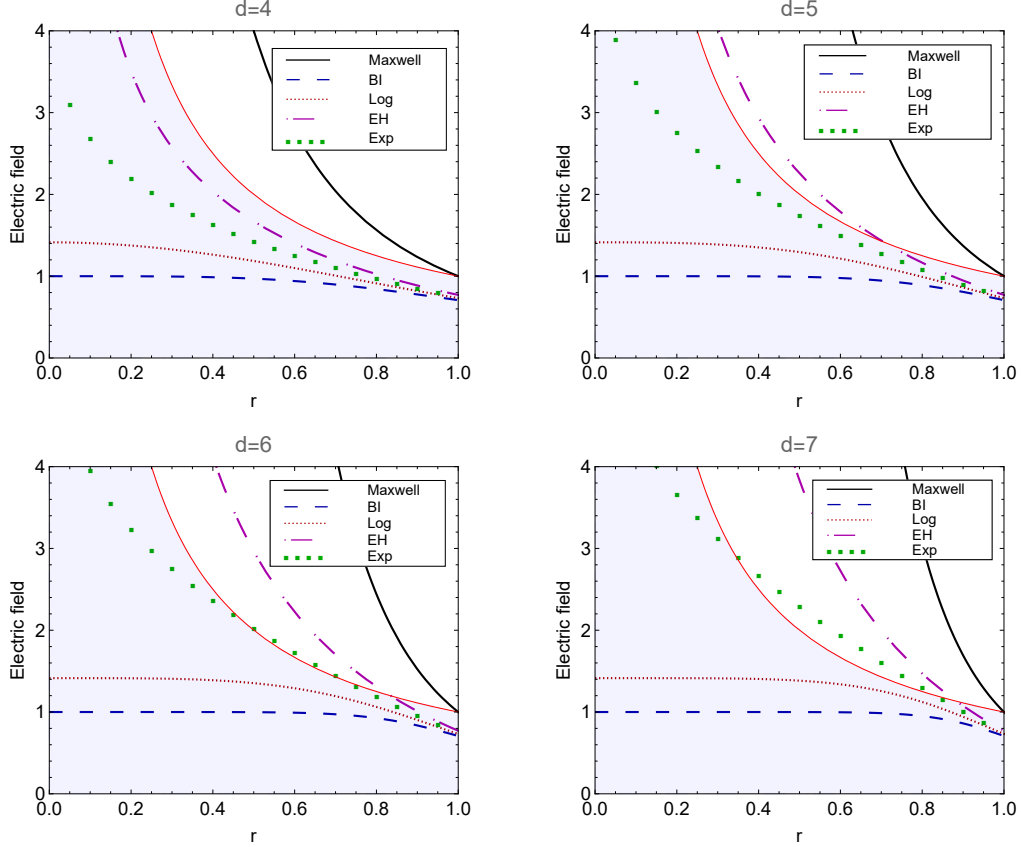 d=4
4
3
2
1
0
Electric field
Maxwell
BI
Log
EH
Exp
0.0 0.2 0.4 0.6 0.8 1.0
r
d=5
4
3
2
1
0
Electric field
Maxwell
BI
Log
EH
Exp
0.0 0.2 0.4 0.6 0.8 1.0
r
d=6
4
3
2
1
0
Electric field
Maxwell
BI
Log
EH
Exp
0.0 0.2 0.4 0.6 0.8 1.0
r
d=7
4
3
2
1
0
Electric field
Maxwell
BI
Log
EH
Exp
0.0 0.2 0.4 0.6 0.8 1.0
r